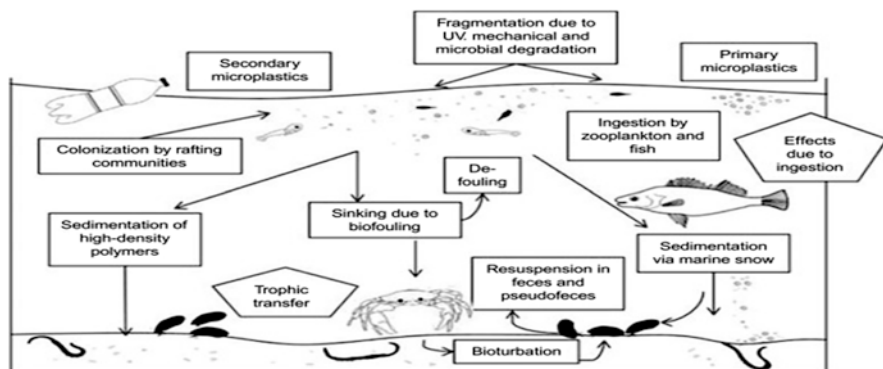 Fragmentation due to
UV. mechanical and
microbial degradation
Secondary
microplastics
Primary
microplastics
Colonization by rafting
communities
Ingestion by
zooplankton and
fish
Effects
due to
ingestion
De-
fouling
Sedimentation of
high-density
polymers
Sinking due to
biofouling
Sedimentation
via marine snow
Trophic
transfer
Resuspension in
feces and
pseudofeces
Bioturbation